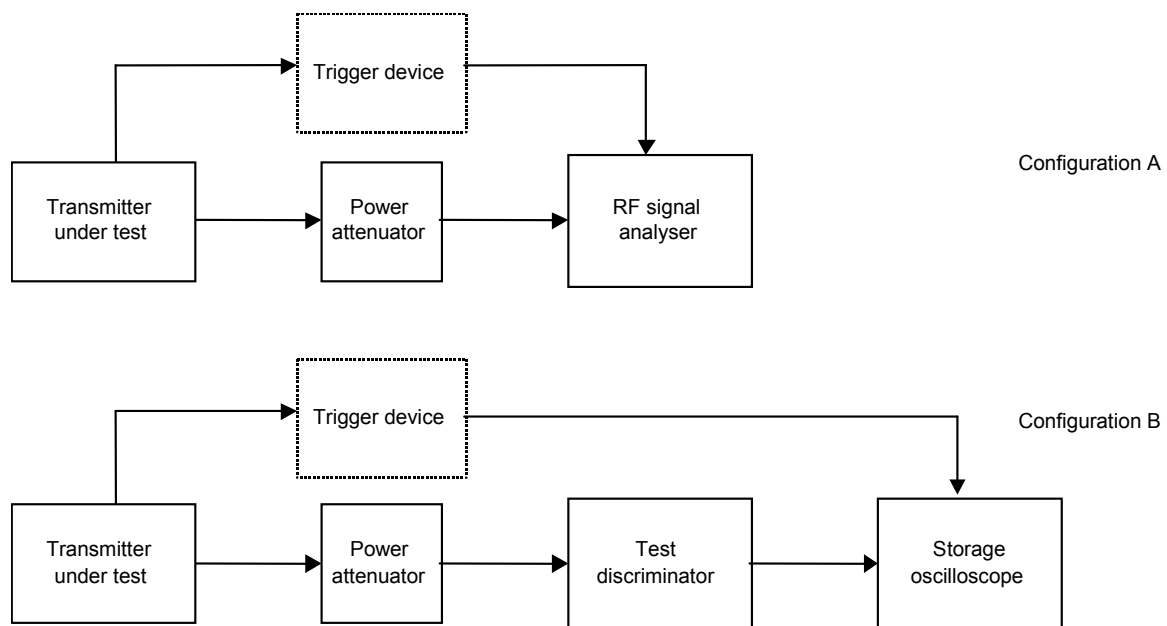 Trigger device
Configuration A
Transmitter
under test
Power
attenuator
RF signal
analyser
Trigger device
Configuration B
Transmitter
under test
Power
attenuator
Test
discriminator
Storage
oscilloscope